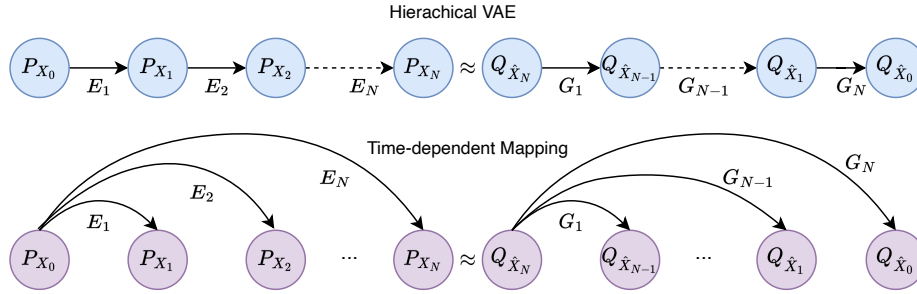 Hierachical VAE
P_{X_0} P_{X_1} P_{X_2} P_{X_N} ≈ Q_{\hat{X}_N} Q_{\hat{X}_{N-1}} Q_{\hat{X}_1} Q_{\hat{X}_0}
E_1 E_2 E_N G_1 G_{N-1} G_N
Time-dependent Mapping
E_1 E_2 E_N G_1 G_{N-1} G_N
P_{X_0} P_{X_1} P_{X_2} ... P_{X_N} ≈ Q_{\hat{X}_N} Q_{\hat{X}_{N-1}} ... Q_{\hat{X}_1} Q_{\hat{X}_0}